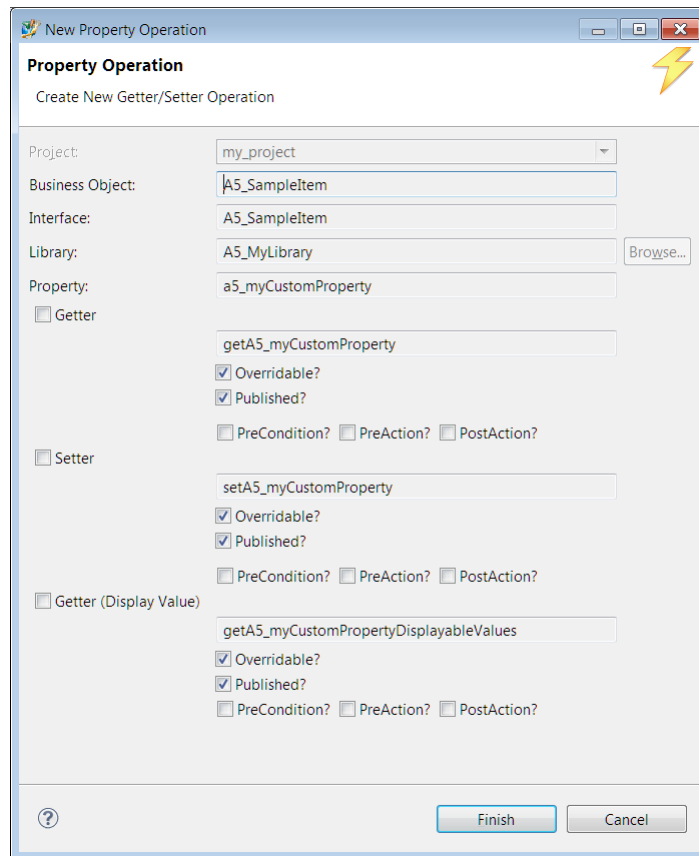 New Property Operation
Property Operation
Create New Getter/Setter Operation
Project: my_project
Business Object: A5_SampleItem
Interface: A5_SampleItem
Library: A5_MyLibrary Browse...
Property: a5_myCustomProperty
Getter
getA5_myCustomProperty
Overridable?
Published?
PreCondition? PreAction? PostAction?
Setter
setA5_myCustomProperty
Overridable?
Published?
PreCondition? PreAction? PostAction?
Getter (Display Value)
getA5_myCustomPropertyDisplayableValues
Overridable?
Published?
PreCondition? PreAction? PostAction?
? Finish Cancel